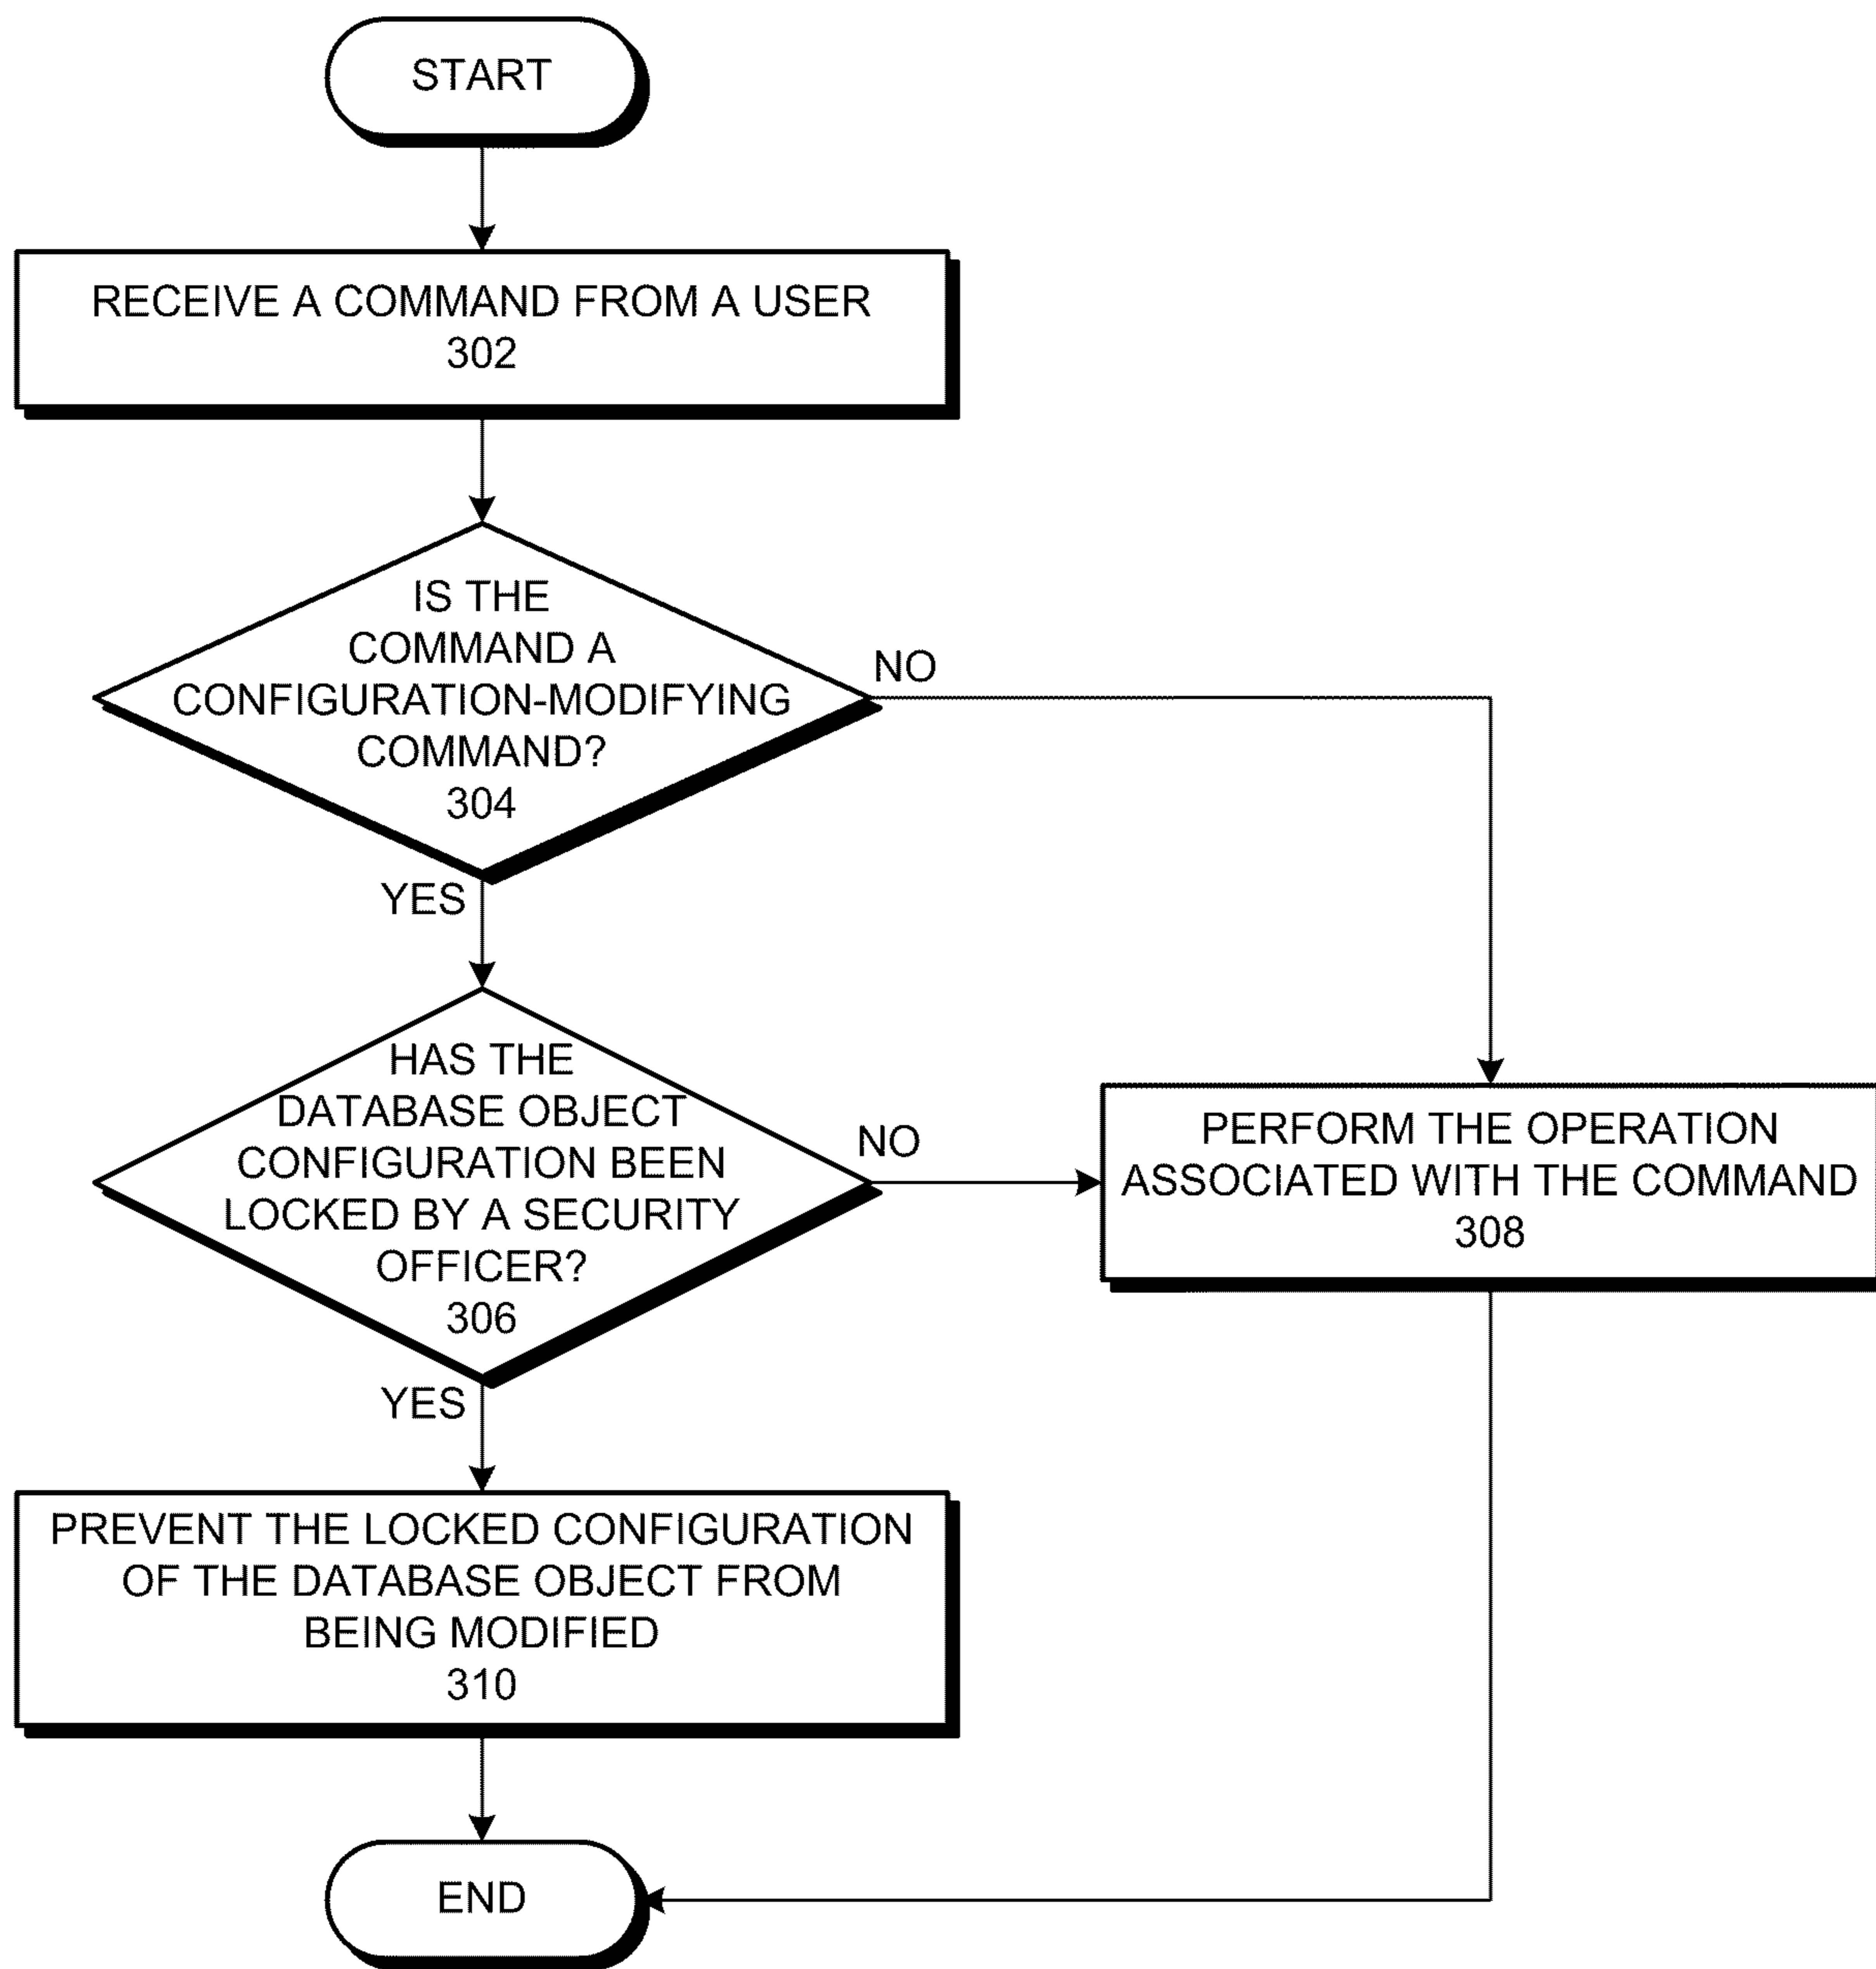 START
RECEIVE A COMMAND FROM A USER
302
IS THE
COMMAND A
CONFIGURATION-MODIFYING
COMMAND?
304
NO
YES
HAS THE
DATABASE OBJECT
CONFIGURATION BEEN
LOCKED BY A SECURITY
OFFICER?
306
NO
PERFORM THE OPERATION
ASSOCIATED WITH THE COMMAND
308
YES
PREVENT THE LOCKED CONFIGURATION
OF THE DATABASE OBJECT FROM
BEING MODIFIED
310
END